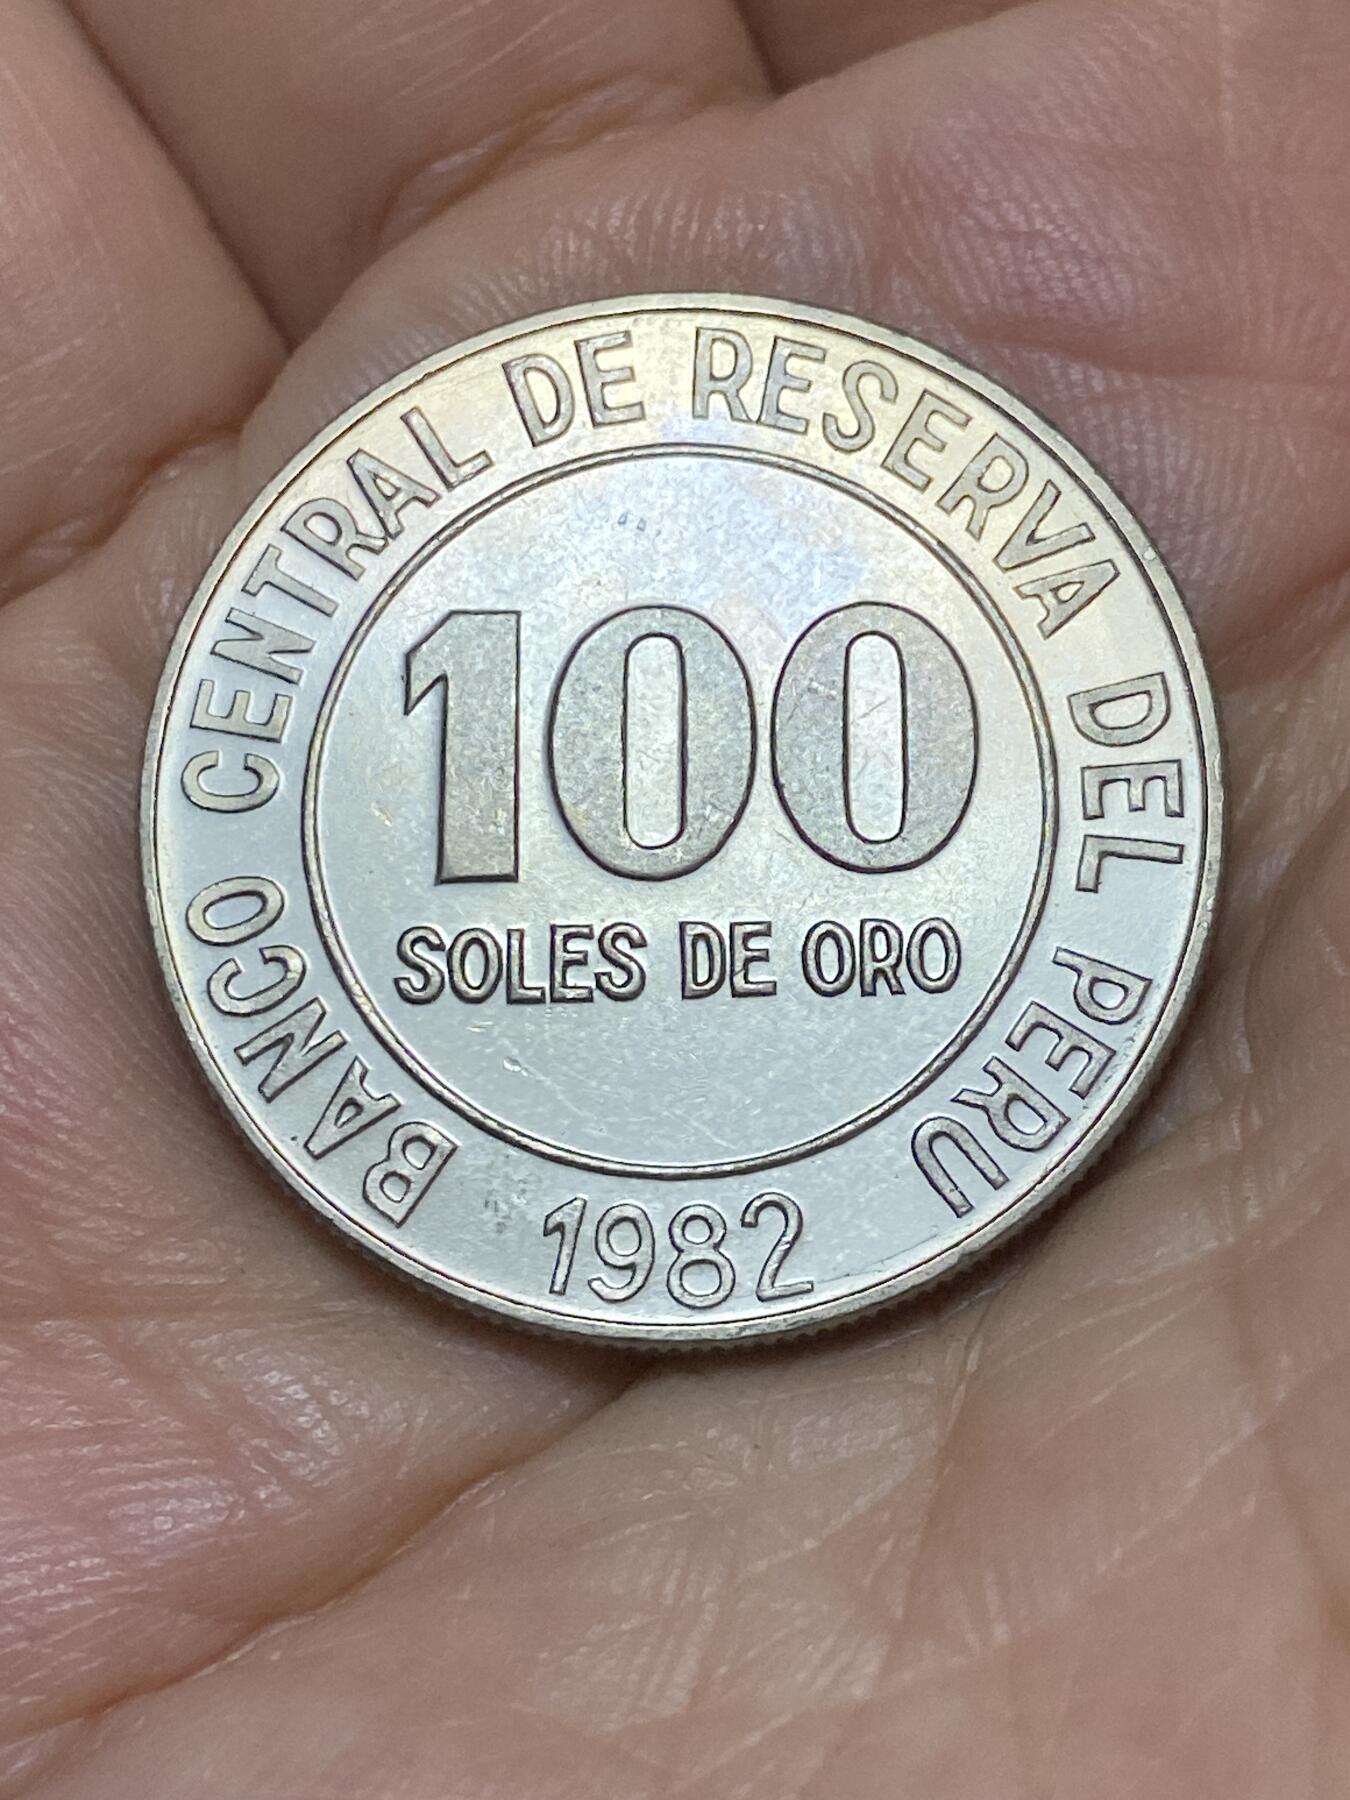 BANCO CENTRAL DE RESERVA DEL PERU
100
SOLES DE ORO
1982